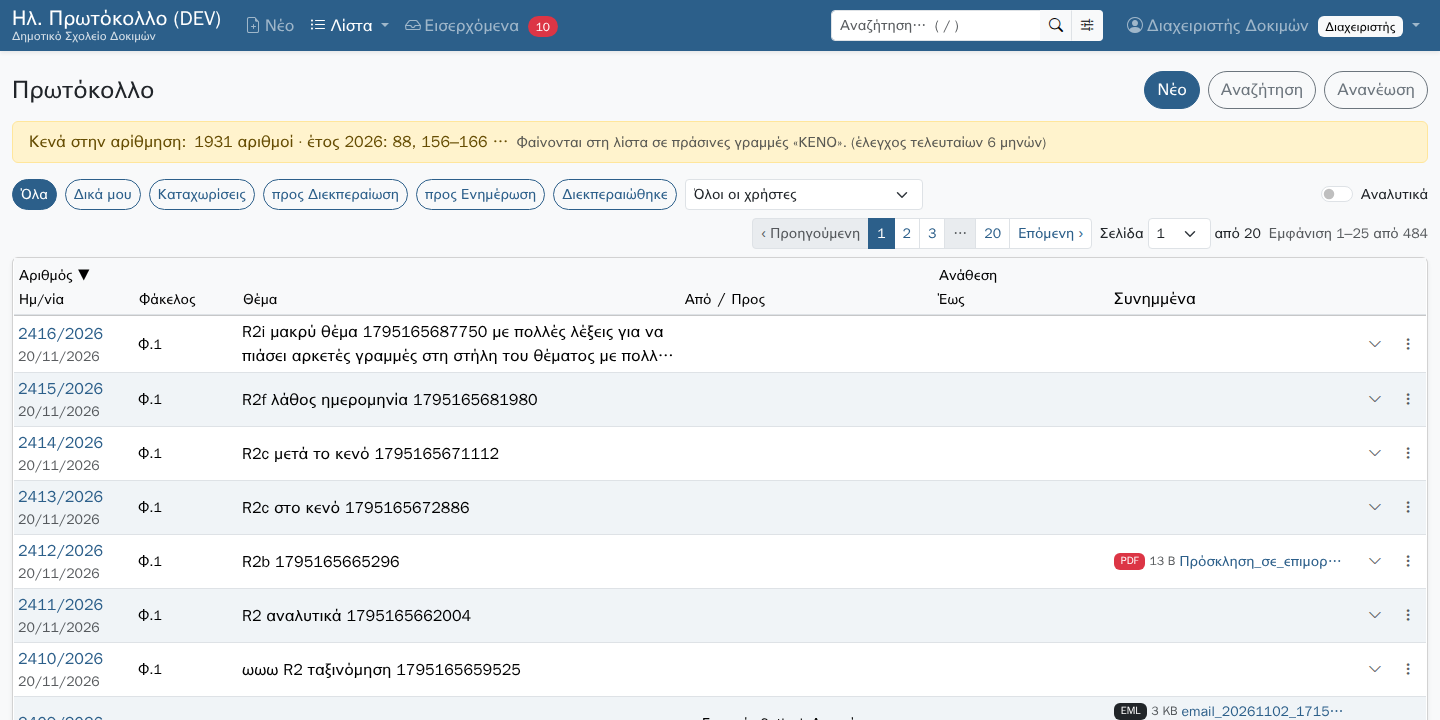 Ηλ. Πρωτόκολλο (DEV)
Δημοτικό Σχολείο Δοκιμών
Νέο
Λίστα
Εισερχόμενα 10
Αναζήτηση… ( / )
Διαχειριστής Δοκιμών Διαχειριστής
Πρωτόκολλο
Νέο Αναζήτηση Ανανέωση
Κενά στην αρίθμηση: 1931 αριθμοί · έτος 2026: 88, 156–166 … Φαίνονται στη λίστα σε πράσινες γραμμές «ΚΕΝΟ». (έλεγχος τελευταίων 6 μηνών)
Όλα Δικά μου Καταχωρίσεις προς Διεκπεραίωση προς Ενημέρωση Διεκπεραιώθηκε Όλοι οι χρήστες Αναλυτικά
‹ Προηγούμενη 1 2 3 … 20 Επόμενη › Σελίδα 1 από 20 Εμφάνιση 1–25 από 484
Αριθμός ▼ Ανάθεση
Ημ/νία Φάκελος Θέμα Από / Προς Έως Συνημμένα
2416/2026
20/11/2026
Φ.1
R2i μακρύ θέμα 1795165687750 με πολλές λέξεις για να
πιάσει αρκετές γραμμές στη στήλη του θέματος με πολλ…
2415/2026
20/11/2026
Φ.1
R2f λάθος ημερομηνία 1795165681980
2414/2026
20/11/2026
Φ.1
R2c μετά το κενό 1795165671112
2413/2026
20/11/2026
Φ.1
R2c στο κενό 1795165672886
2412/2026
20/11/2026
Φ.1
R2b 1795165665296
PDF 13 B Πρόσκληση_σε_επιμορ…
2411/2026
20/11/2026
Φ.1
R2 αναλυτικά 1795165662004
2410/2026
20/11/2026
Φ.1
ωωω R2 ταξινόμηση 1795165659525
EML 3 KB email_20261102_1715…